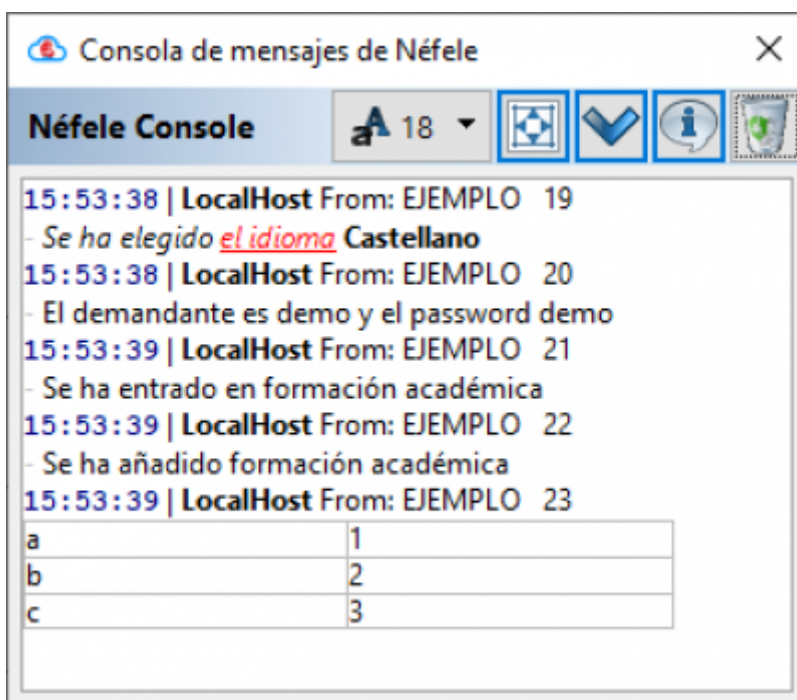 Consola de mensajes de Néfele
Néfele Console
18
15:53:38 | LocalHost From: EJEMPLO 19
- Se ha elegido el idioma Castellano
15:53:38 | LocalHost From: EJEMPLO 20
- El demandante es demo y el password demo
15:53:39 | LocalHost From: EJEMPLO 21
- Se ha entrado en formación académica
15:53:39 | LocalHost From: EJEMPLO 22
- Se ha añadido formación académica
15:53:39 | LocalHost From: EJEMPLO 23
a 1
b 2
c 3